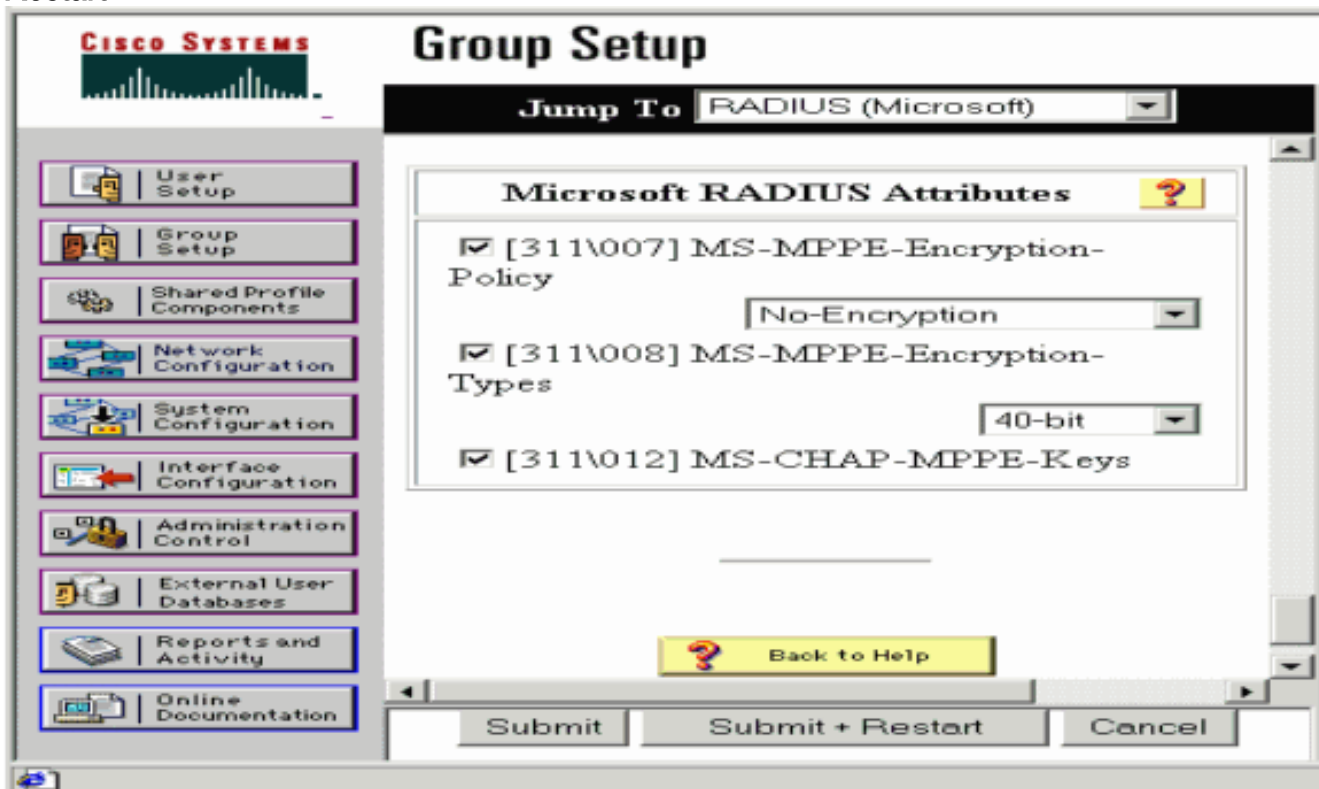 CISCO SYSTEMS
Group Setup
Jump To RADIUS (Microsoft)
User
Setup
Group
Setup
Shared Profile
Components
Network
Configuration
System
Configuration
Interface
Configuration
Administration
Control
External User
Databases
Reports and
Activity
Online
Documentation
Microsoft RADIUS Attributes
[311\007] MS-MPPE-Encryption-
Policy
No-Encryption
[311\008] MS-MPPE-Encryption-
Types
40-bit
[311\012] MS-CHAP-MPPE-Keys
Back to Help
Submit
Submit + Restart
Cancel